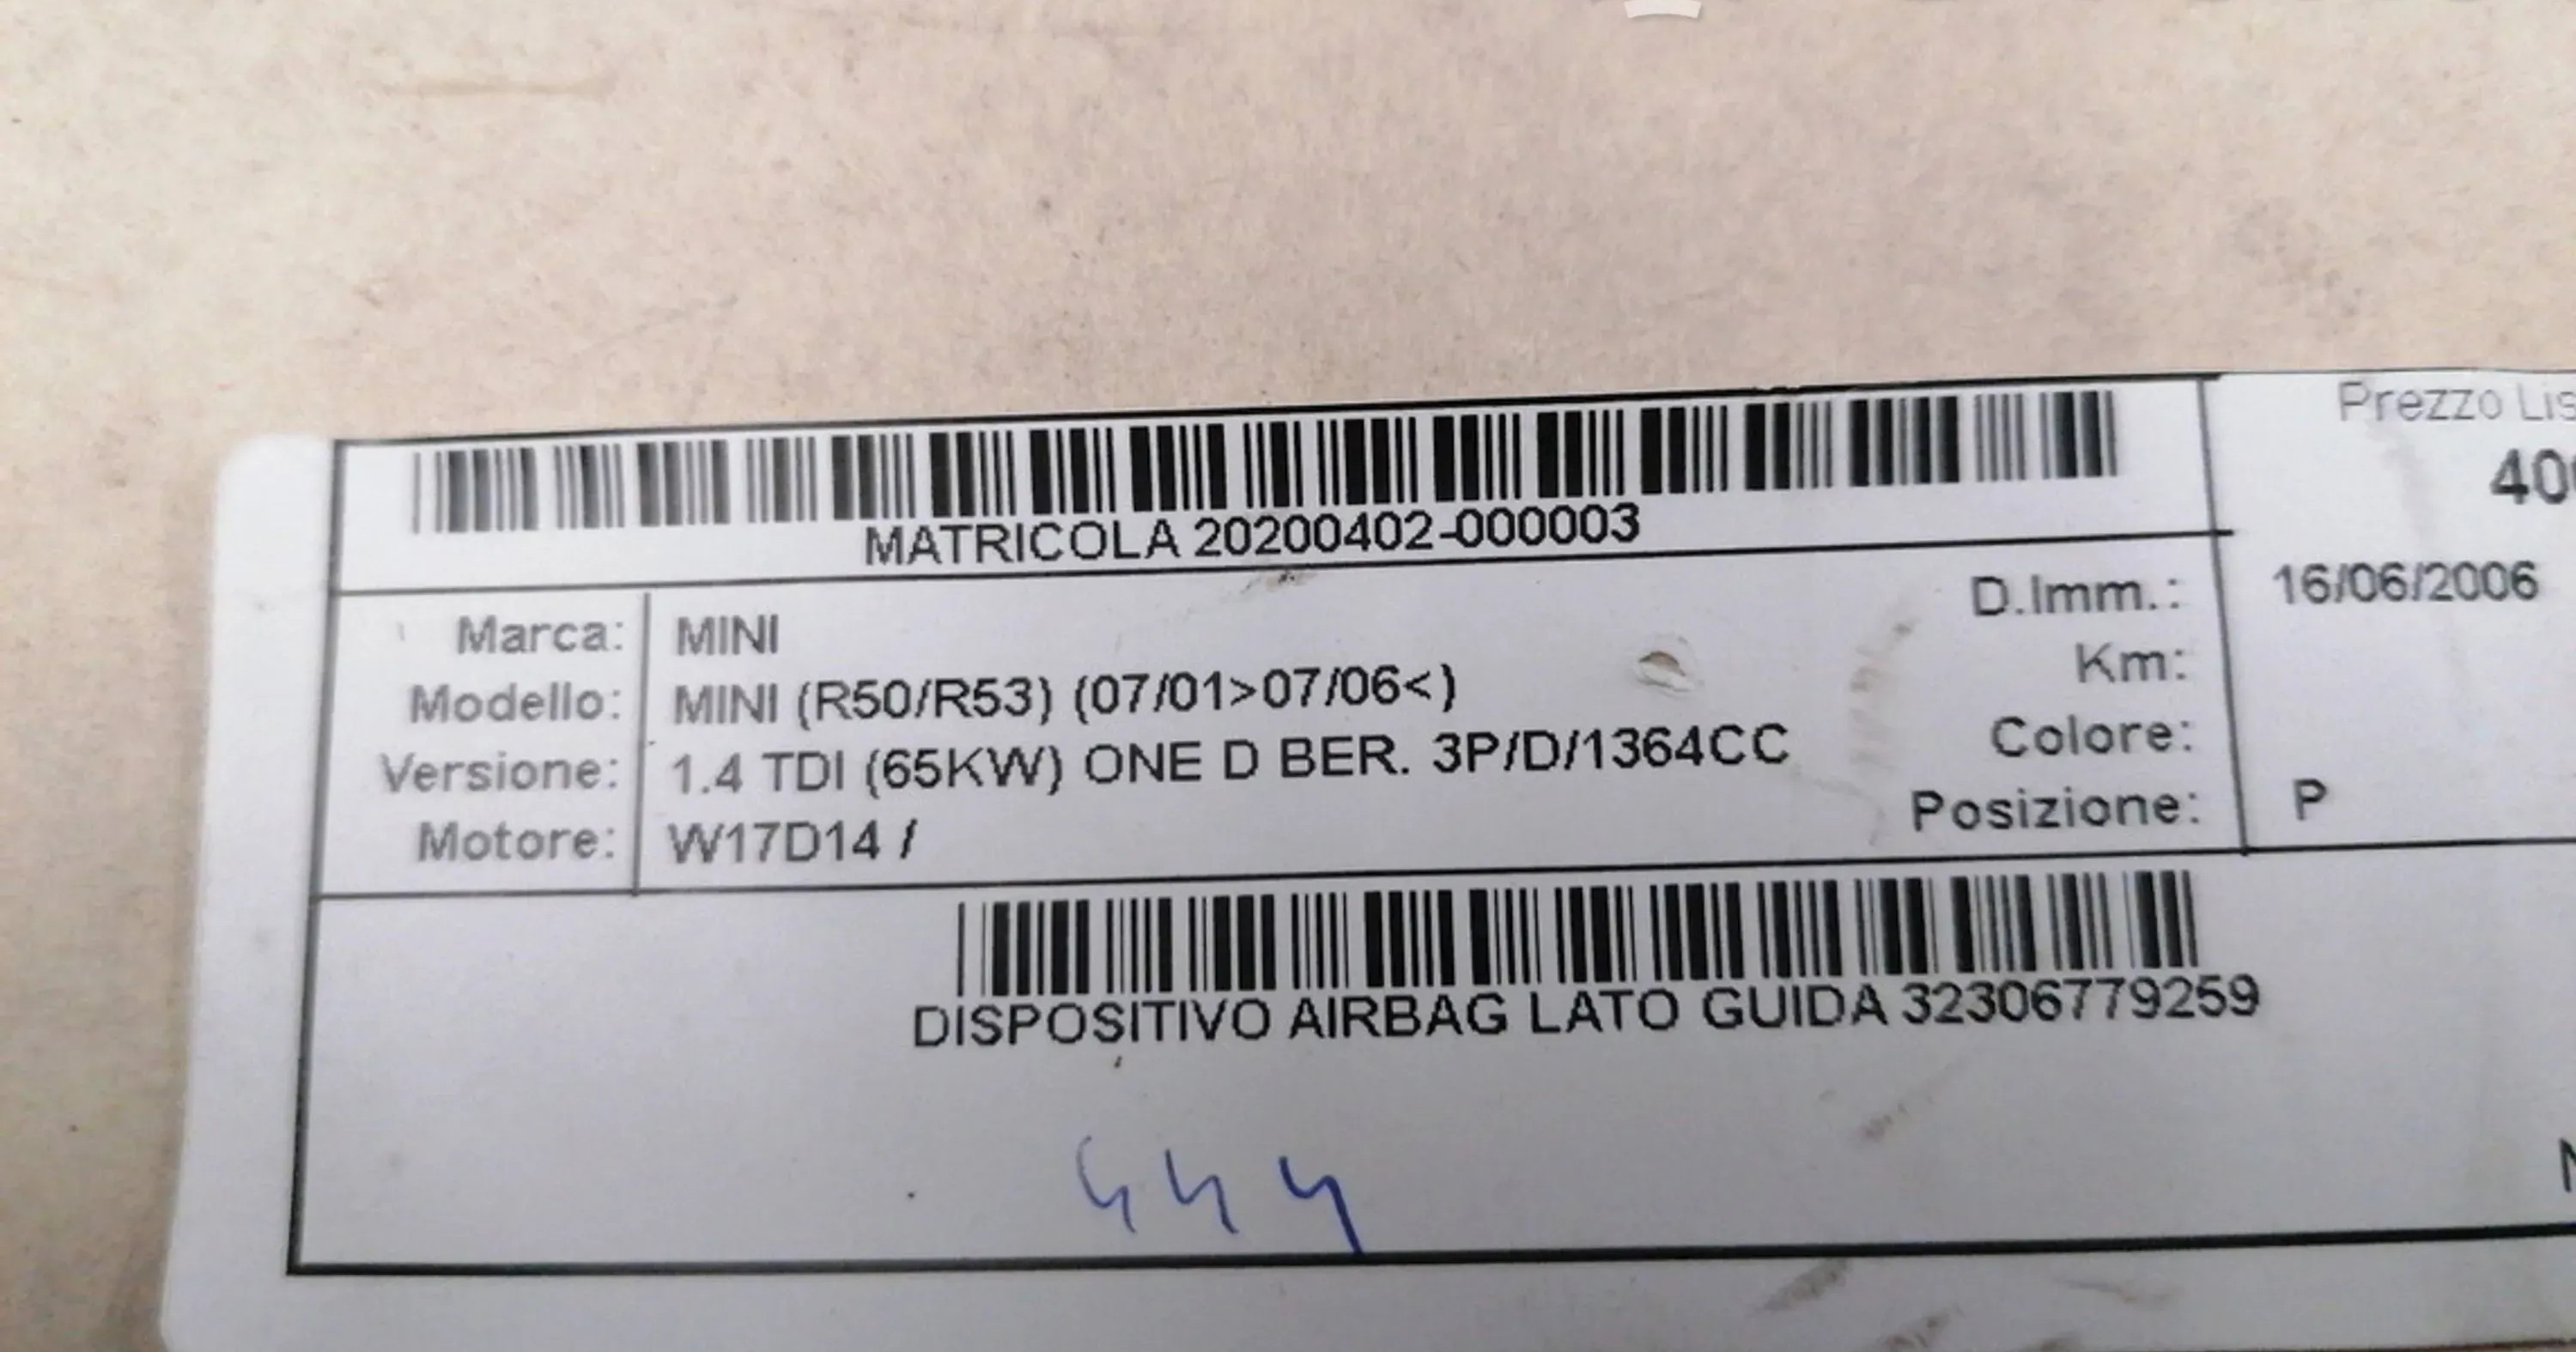 Prezzo Lis
40
MATRICOLA 20200402-000003
Marca: MINI
Modello: MINI (R50/R53) (07/01>07/06<)
Versione: 1.4 TDI (65KW) ONE D BER. 3P/D/1364CC
Motore: W17D14 /
D.Imm.: 16/06/2006
Km:
Colore:
Posizione: P
DISPOSITIVO AIRBAG LATO GUIDA 32306779259
444